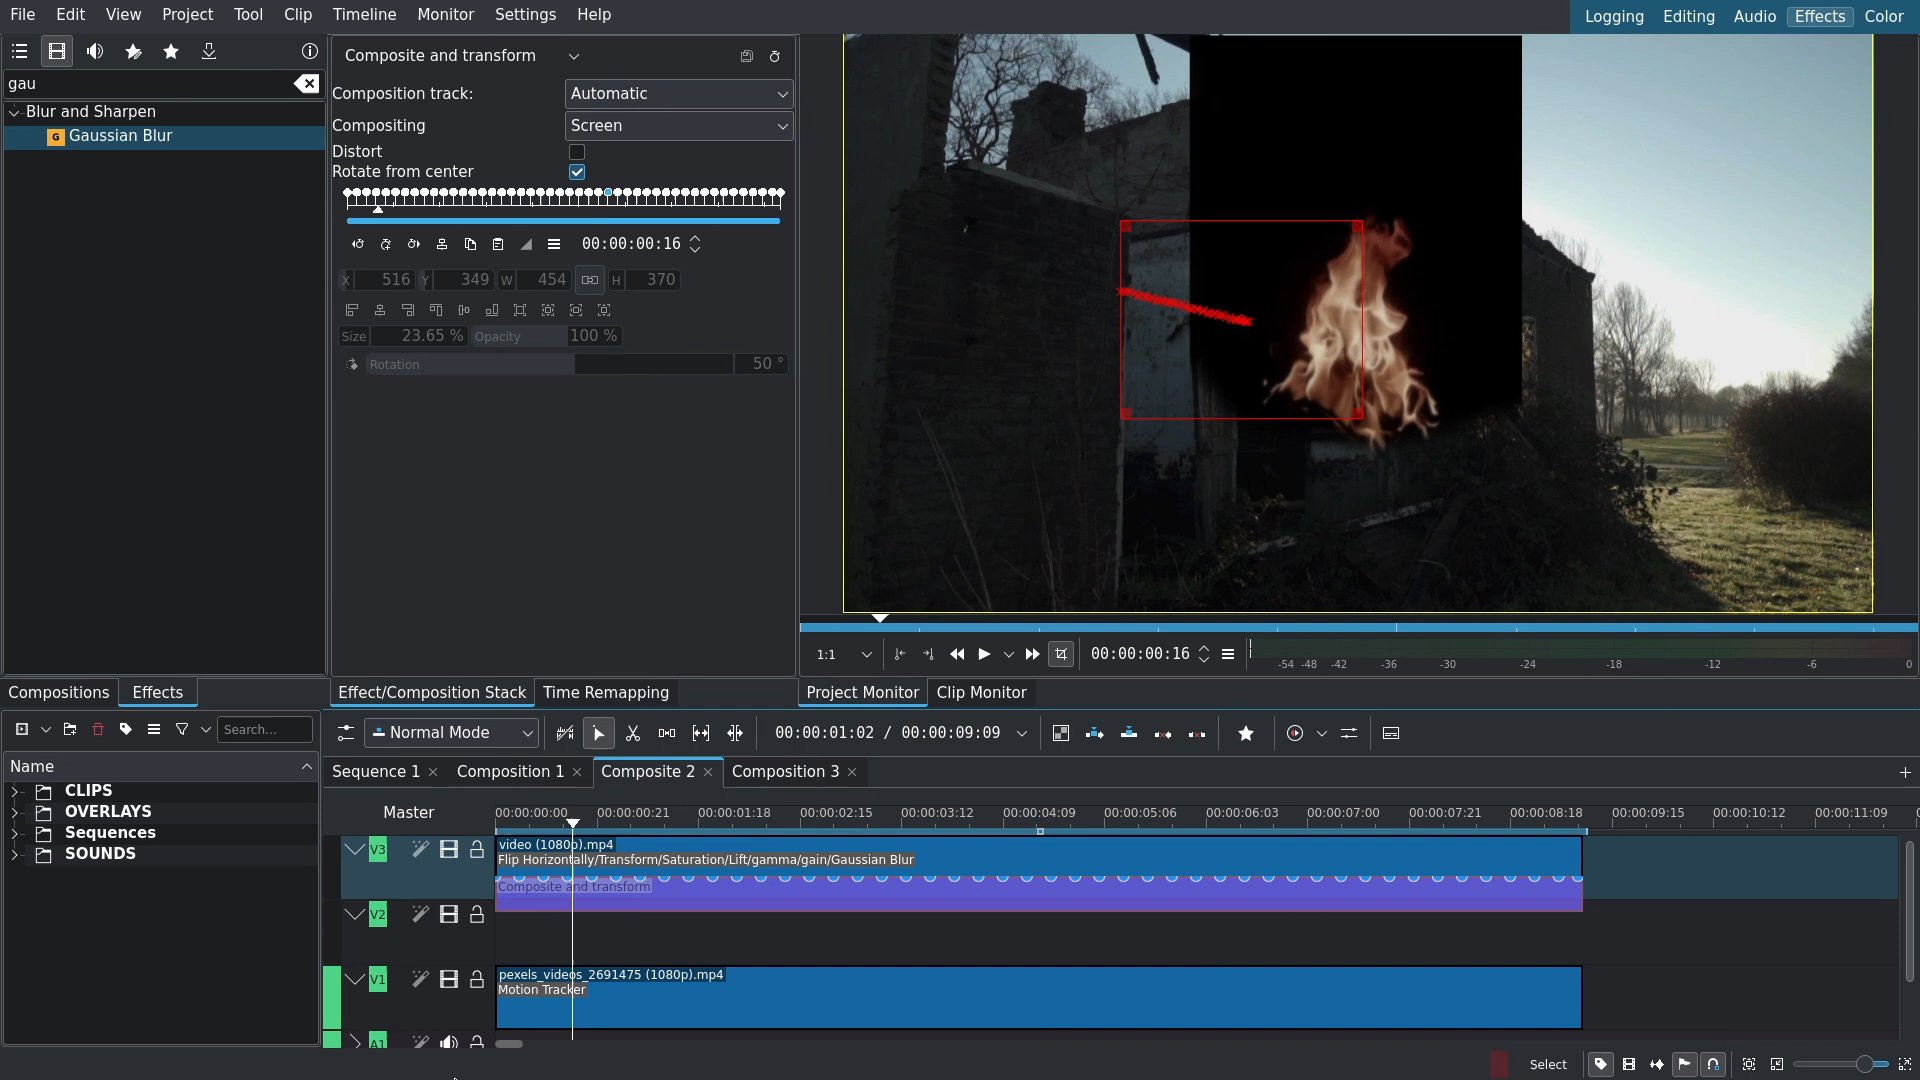 File Edit View Project Tool Clip Timeline Monitor Settings Help
Logging Editing Audio Effects Color
gau
Blur and Sharpen
G Gaussian Blur
Composite and transform
Composition track: Automatic
Compositing Screen
Distort
Rotate from center
00:00:00:16
X 516 Y 349 W 454 H 370
Size 23.65 % Opacity 100 %
Rotation 50 °
1:1 00:00:00:16
-54 -48 -42 -36 -30 -24 -18 -12 -6 0
Compositions Effects
Effect/Composition Stack Time Remapping
Project Monitor Clip Monitor
Search...
Name
CLIPS
OVERLAYS
Sequences
SOUNDS
Normal Mode 00:00:01:02 / 00:00:09:09
Sequence 1 Composition 1 Composite 2 Composition 3
Master 00:00:00:00 00:00:00:21 00:00:01:18 00:00:02:15 00:00:03:12 00:00:04:09 00:00:05:06 00:00:06:03 00:00:07:00 00:00:07:21 00:00:08:18 00:00:09:15 00:00:10:12 00:00:11:09
V3 video (1080p).mp4
Flip Horizontally/Transform/Saturation/Lift/gamma/gain/Gaussian Blur
Composite and transform
V2
V1 pexels_videos_2691475 (1080p).mp4
Motion Tracker
A1
Select